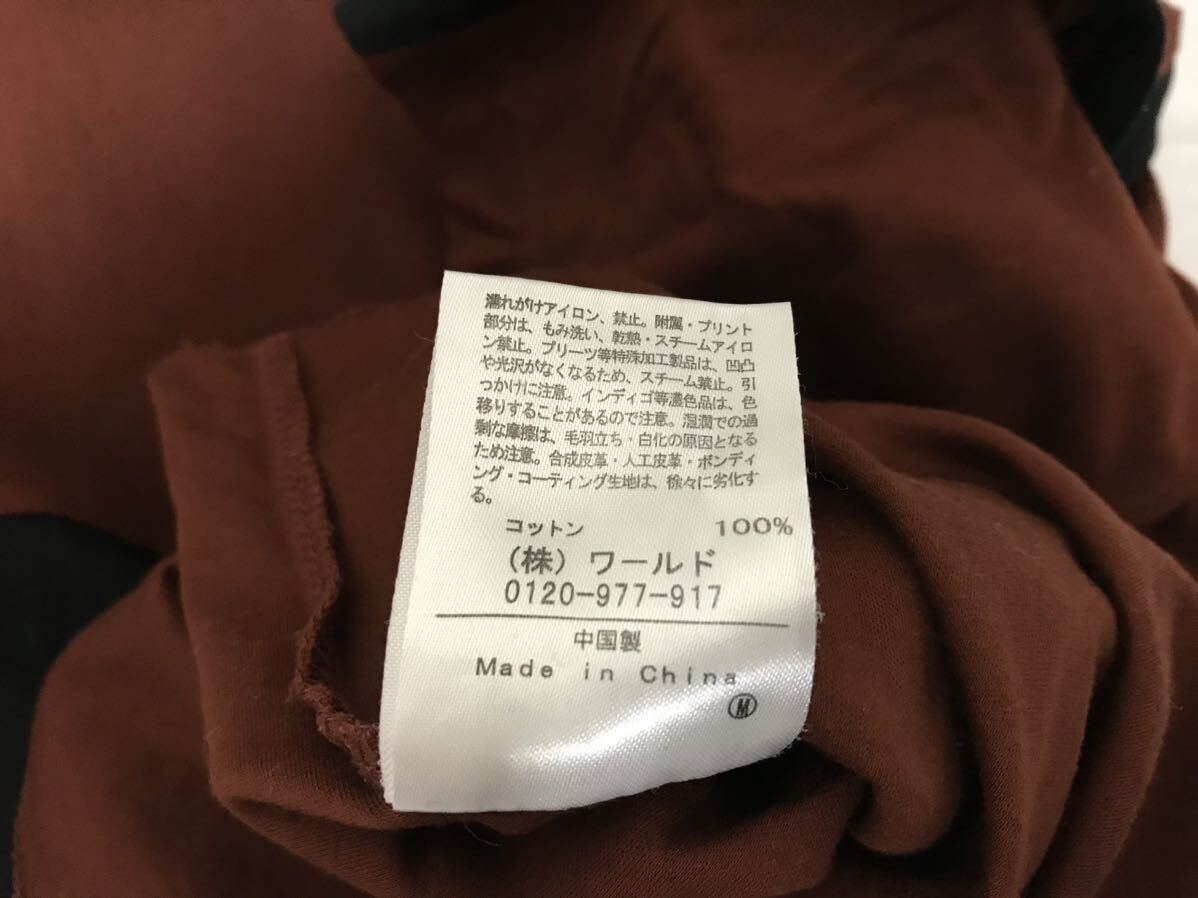 濡れがけアイロン、禁止。附属・プリント
部分は、もみ洗い、乾熱・スチームアイロ
ン禁止。プリーツ等特殊加工製品は、凹凸
や光沢がなくなるため、スチーム禁止。引
っかけに注意。インディゴ等濃色品は、色
移りすることがあるので注意。湿潤での過
剰な摩擦は、毛羽立ち・白化の原因となる
ため注意。合成皮革・人工皮革・ボンディ
ング・コーティング生地は、徐々に劣化す
る。
コットン 100%
(株) ワールド
0120-977-917
中国製
Made in China
Ⓜ